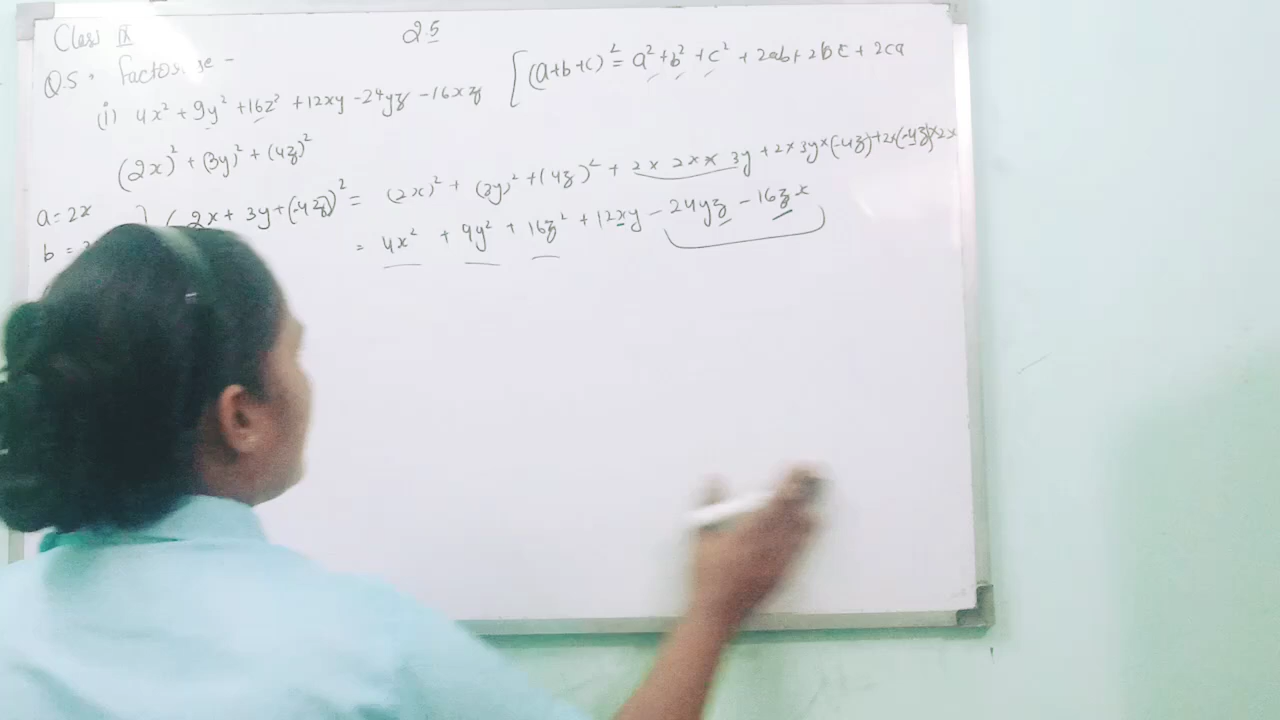 Class IX
2.5
Q.5. Factorise -
[(a+b+c)² = a² + b² + c² + 2ab + 2bc + 2ca
(i) 4x² + 9y² + 16z² + 12xy - 24yz - 16xz
(2x)² + (3y)² + (4z)²
a = 2x
(2x + 3y + (-4z))² = (2x)² + (3y)² + (4z)² + 2 × 2x × 3y + 2 × 3y × (-4z) + 2 × (-4z) × 2x
b =
= 4x² + 9y² + 16z² + 12xy - 24yz - 16zx